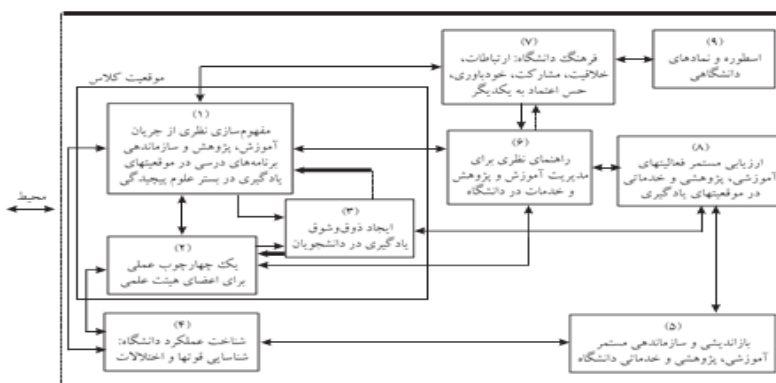 (۷)
فرهنگ دانشگاه: ارتباطات،
خلاقیت، مشارکت، خودباوری،
حس اعتماد به یکدیگر
(۹)
اسطوره و نمادهای
دانشگاهی
موقعیت کلاس
(۱)
مفهوم‌سازی نظری از جریان
آموزش، پژوهش و سازماندهی
برنامه‌های درسی در موقعیتهای
یادگیری در بستر علوم پیچیدگی
(۶)
راهنمای نظری برای
مدیریت آموزش و پژوهش
و خدمات در دانشگاه
(۸)
ارزیابی مستمر فعالیتهای
آموزشی، پژوهشی و خدماتی
در موقعیتهای یادگیری
محیط
(۳)
ایجاد ذوق‌وشوق
یادگیری در دانشجویان
(۲)
یک چهارچوب عملی
برای اعضای هیئت علمی
(۴)
شناخت عملکرد دانشگاه:
شناسایی قوتها و اختلالات
(۵)
بازاندیشی و سازماندهی مستمر
آموزشی، پژوهشی و خدماتی دانشگاه